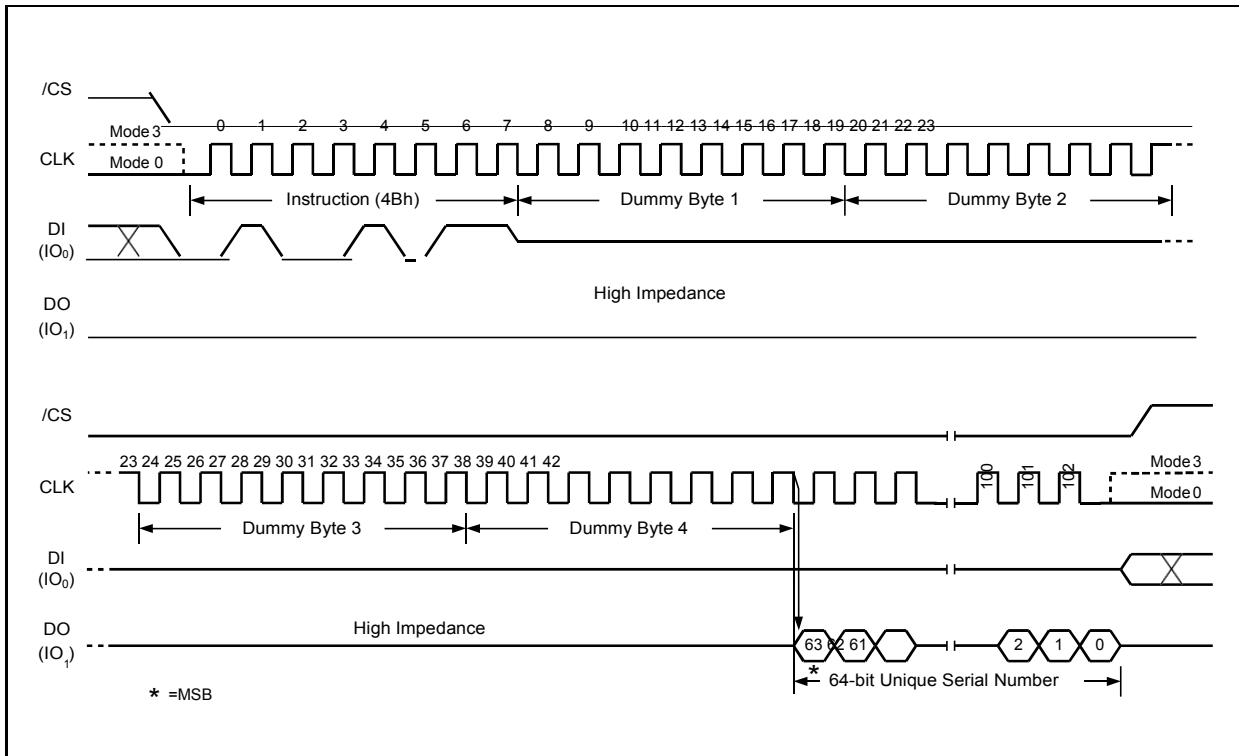 /CS
Mode 3
0 1 2 3 4 5 6 7 8 9 10 11 12 13 14 15 16 17 18 19 20 21 22 23
CLK
Mode 0
Instruction (4Bh)
Dummy Byte 1
Dummy Byte 2
DI
(IO₀)
High Impedance
DO
(IO₁)
/CS
23 24 25 26 27 28 29 30 31 32 33 34 35 36 37 38 39 40 41 42
100
101
102
Mode 3
CLK
Mode 0
Dummy Byte 3
Dummy Byte 4
DI
(IO₀)
DO
(IO₁)
High Impedance
63 62 61
2 1 0
*
64-bit Unique Serial Number
* =MSB